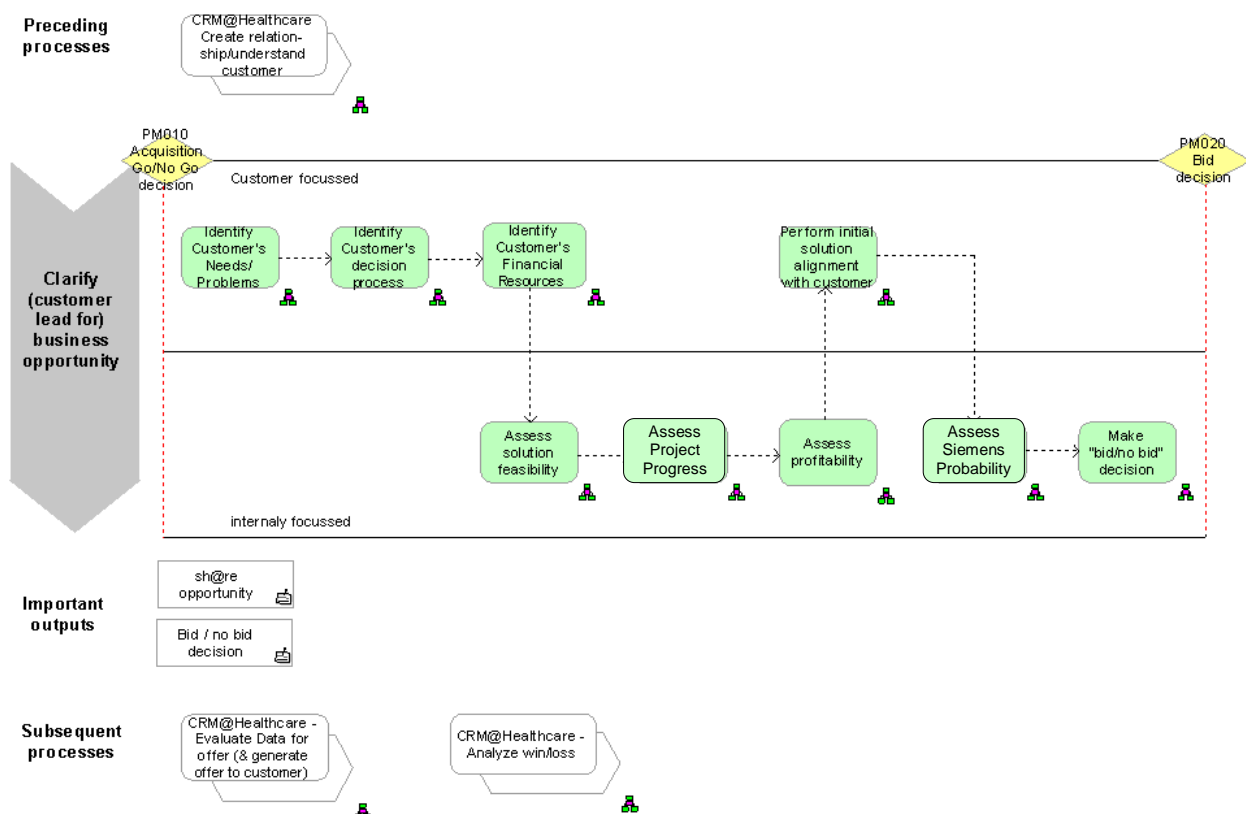 Preceding
processes
CRM@Healthcare
Create relation-
ship/understand
customer
PM010
Acquisition
Go/No Go
decision
PM020
Bid
decision
Customer focussed
Clarify
(customer
lead for)
business
opportunity
Identify
Customer's
Needs/
Problems
Identify
Customer's
decision
process
Identify
Customer's
Financial
Resources
Perform initial
solution
alignment
with customer
Assess
solution
feasibility
Assess
Project
Progress
Assess
profitability
Assess
Siemens
Probability
Make
"bid/no bid"
decision
internaly focussed
Important
outputs
sh@re
opportunity
Bid / no bid
decision
Subsequent
processes
CRM@Healthcare -
Evaluate Data for
offer (& generate
offer to customer)
CRM@Healthcare -
Analyze win/loss